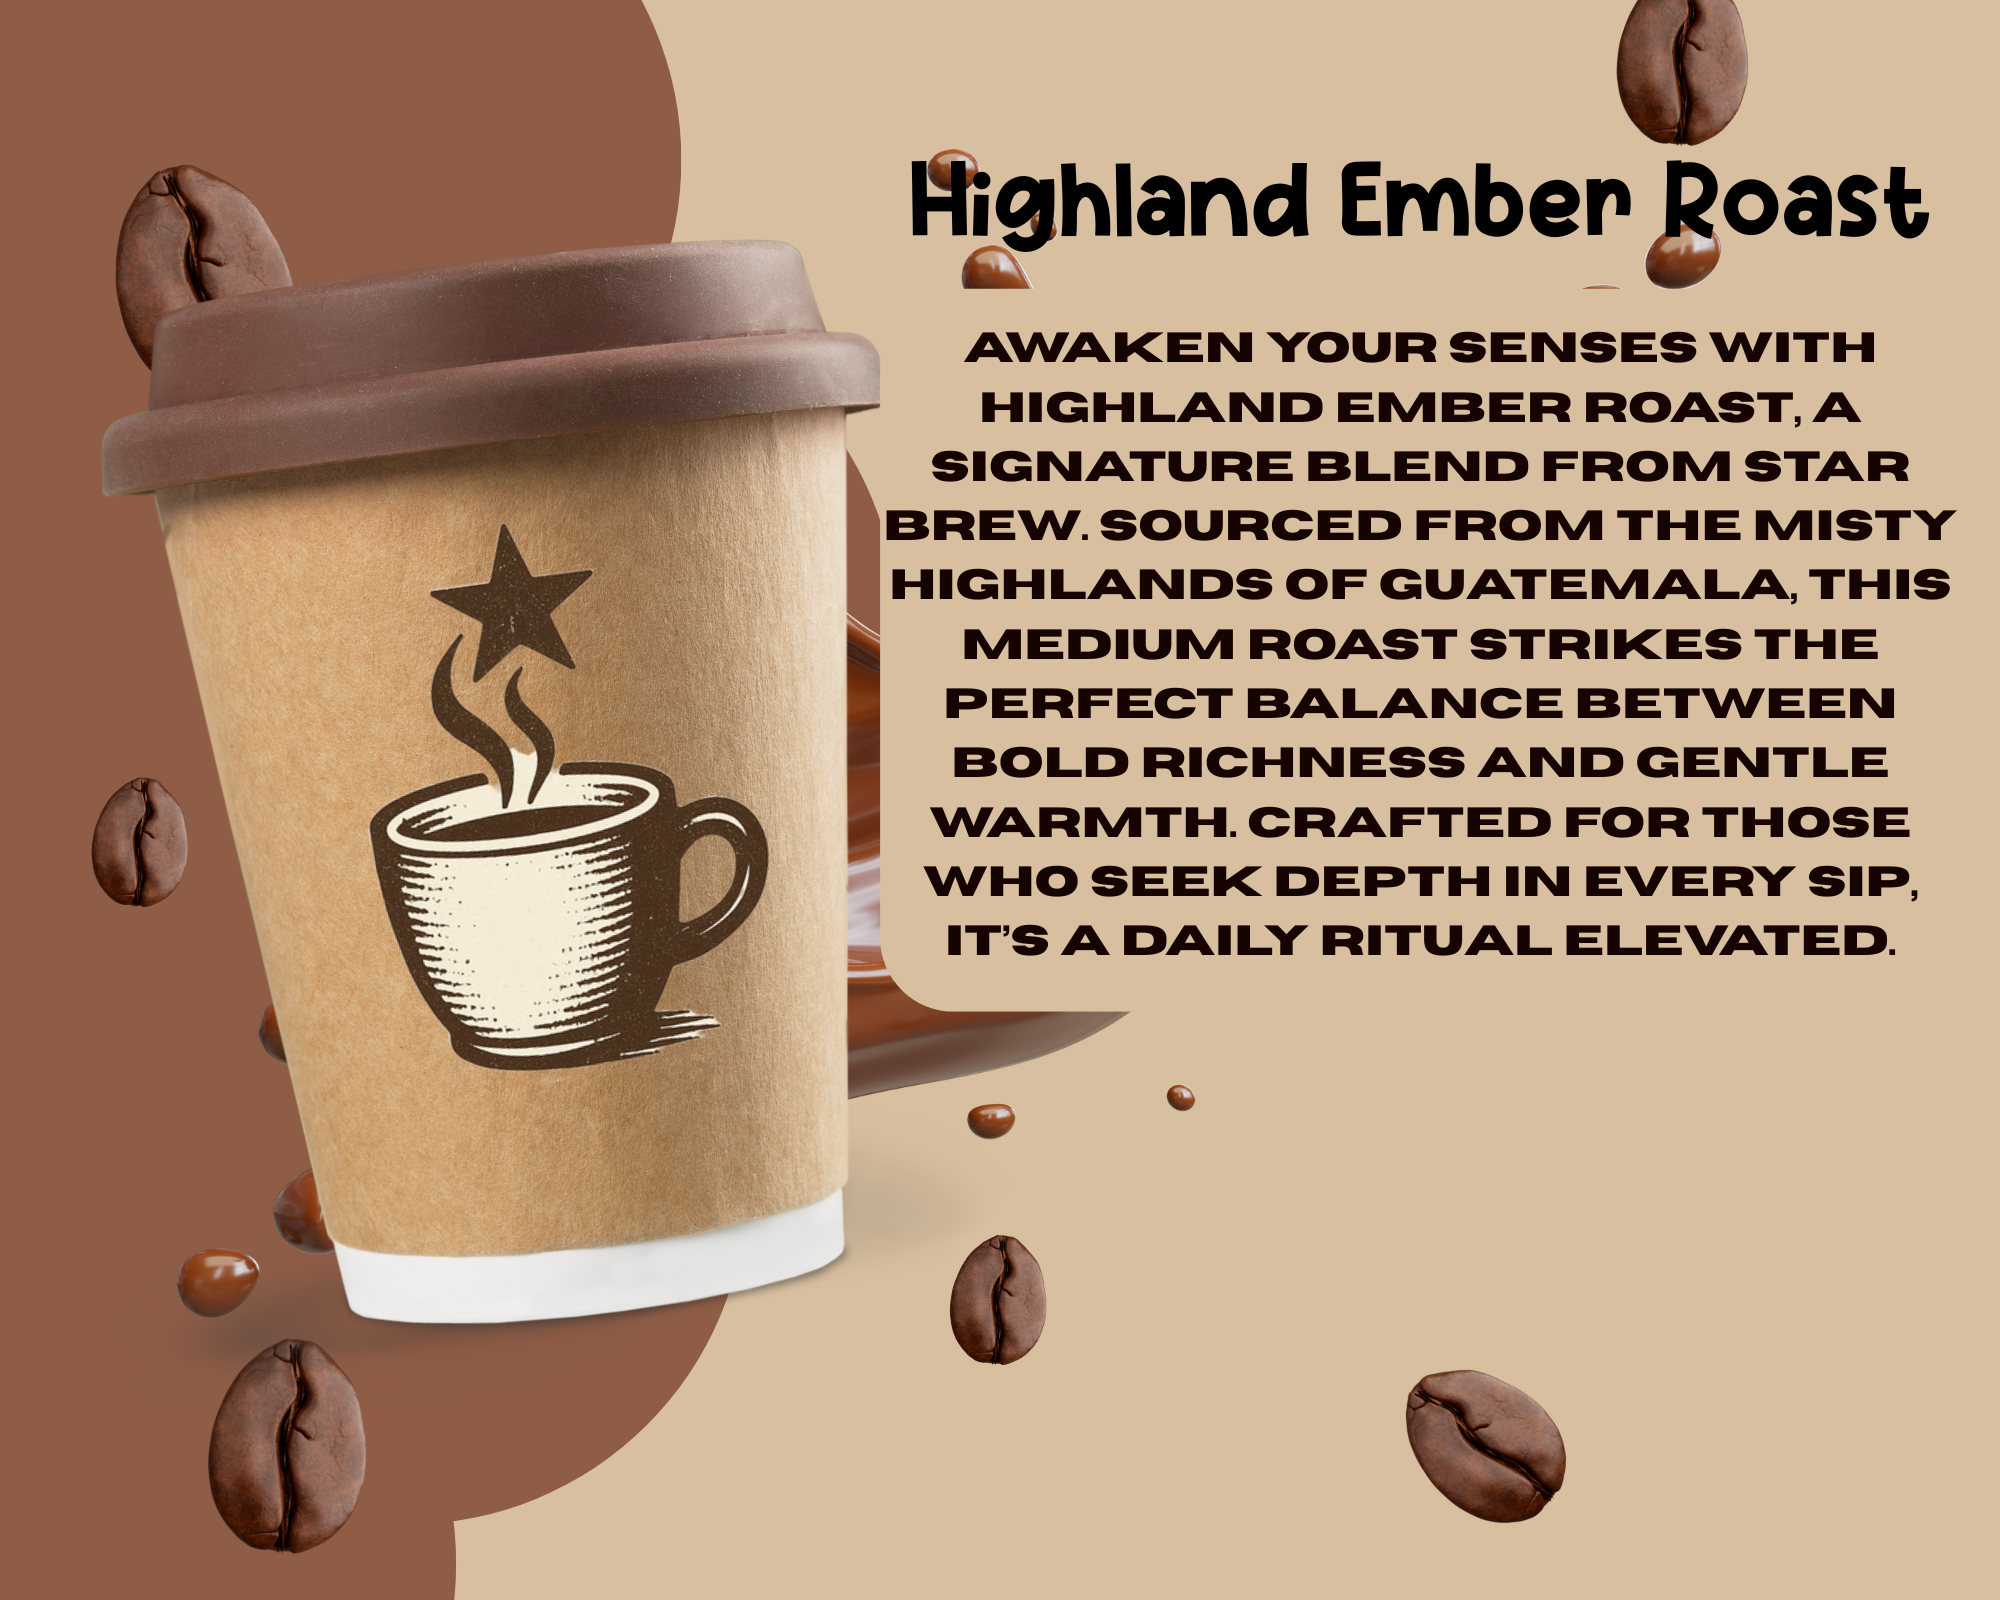 Highland Ember Roast
AWAKEN YOUR SENSES WITH
HIGHLAND EMBER ROAST, A
SIGNATURE BLEND FROM STAR
BREW. SOURCED FROM THE MISTY
HIGHLANDS OF GUATEMALA, THIS
MEDIUM ROAST STRIKES THE
PERFECT BALANCE BETWEEN
BOLD RICHNESS AND GENTLE
WARMTH. CRAFTED FOR THOSE
WHO SEEK DEPTH IN EVERY SIP,
IT’S A DAILY RITUAL ELEVATED.